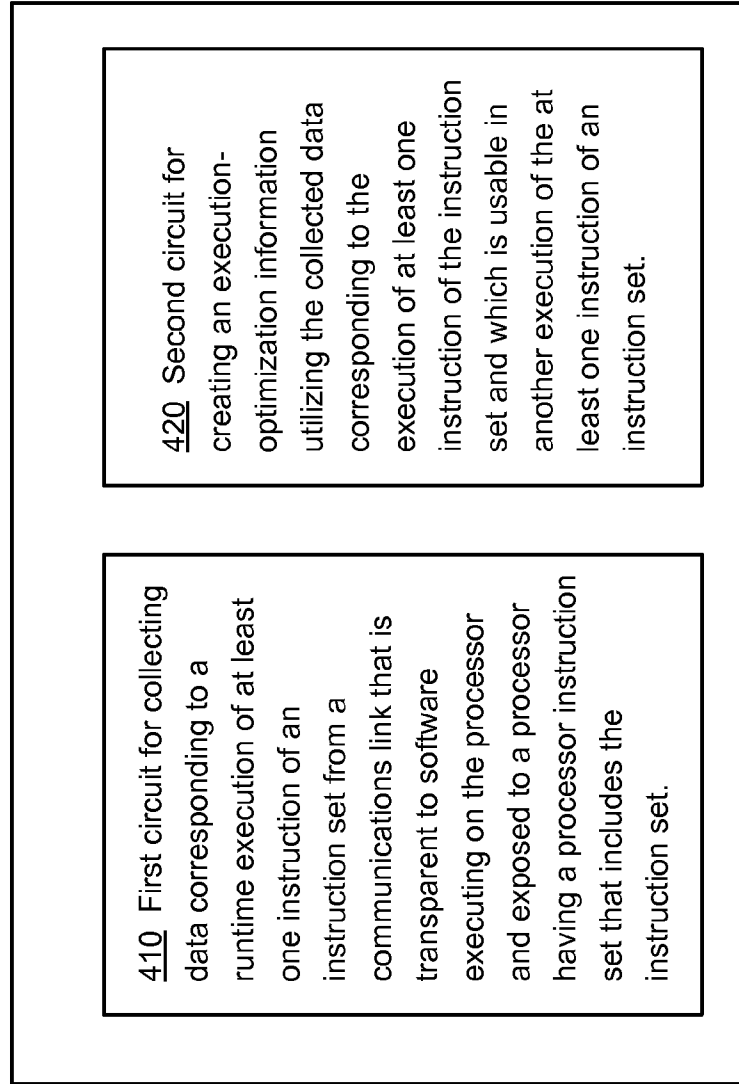 410 First circuit for collecting
data corresponding to a
runtime execution of at least
one instruction of an
instruction set from a
communications link that is
transparent to software
executing on the processor
and exposed to a processor
having a processor instruction
set that includes the
instruction set.
420 Second circuit for
creating an execution-
optimization information
utilizing the collected data
corresponding to the
execution of at least one
instruction of the instruction
set and which is usable in
another execution of the at
least one instruction of an
instruction set.